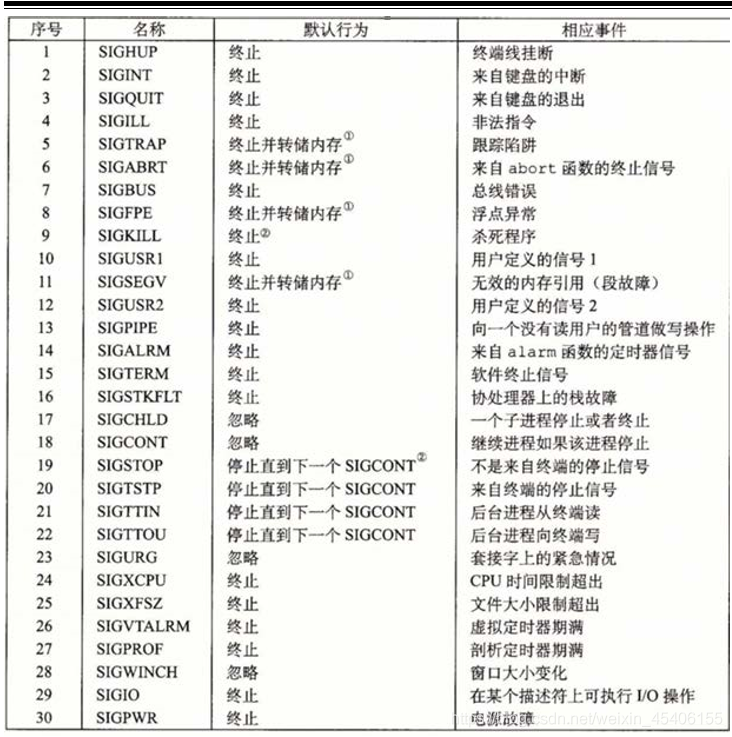 序号 名称 默认行为 相应事件
1 SIGHUP 终止 终端线挂断
2 SIGINT 终止 来自键盘的中断
3 SIGQUIT 终止 来自键盘的退出
4 SIGILL 终止 非法指令
5 SIGTRAP 终止并转储内存① 跟踪陷阱
6 SIGABRT 终止并转储内存① 来自 abort 函数的终止信号
7 SIGBUS 终止 总线错误
8 SIGFPE 终止并转储内存① 浮点异常
9 SIGKILL 终止② 杀死程序
10 SIGUSR1 终止 用户定义的信号 1
11 SIGSEGV 终止并转储内存① 无效的内存引用（段故障）
12 SIGUSR2 终止 用户定义的信号 2
13 SIGPIPE 终止 向一个没有读用户的管道做写操作
14 SIGALRM 终止 来自 alarm 函数的定时器信号
15 SIGTERM 终止 软件终止信号
16 SIGSTKFLT 终止 协处理器上的栈故障
17 SIGCHLD 忽略 一个子进程停止或者终止
18 SIGCONT 忽略 继续进程如果该进程停止
19 SIGSTOP 停止直到下一个 SIGCONT② 不是来自终端的停止信号
20 SIGTSTP 停止直到下一个 SIGCONT 来自终端的停止信号
21 SIGTTIN 停止直到下一个 SIGCONT 后台进程从终端读
22 SIGTTOU 停止直到下一个 SIGCONT 后台进程向终端写
23 SIGURG 忽略 套接字上的紧急情况
24 SIGXCPU 终止 CPU 时间限制超出
25 SIGXFSZ 终止 文件大小限制超出
26 SIGVTALRM 终止 虚拟定时器期满
27 SIGPROF 终止 剖析定时器期满
28 SIGWINCH 忽略 窗口大小变化
29 SIGIO 终止 在某个描述符上可执行 I/O 操作
30 SIGPWR 终止 电源故障
csdn.net/weixin_45406155